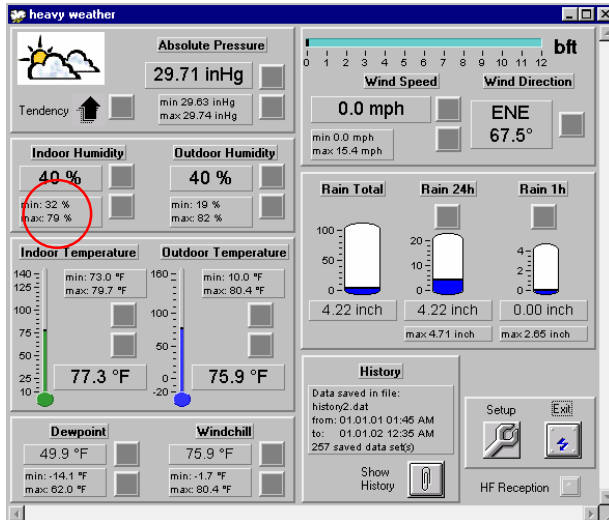 heavy weather
Absolute Pressure
29.71 inHg
Tendency
min 29.63 inHg
max 29.74 inHg
0 1 2 3 4 5 6 7 8 9 10 11 12
bft
Wind Speed
Wind Direction
0.0 mph
ENE
67.5°
min 0.0 mph
max 15.4 mph
Indoor Humidity
Outdoor Humidity
40 %
40 %
min: 32 %
max: 79 %
min: 19 %
max: 82 %
Rain Total
Rain 24h
Rain 1h
100
50
0
20
10
0
4
2
0
4.22 inch
4.22 inch
0.00 inch
max 4.71 inch
max 2.65 inch
Indoor Temperature
Outdoor Temperature
140
125
100
75
50
25
10
min: 73.0 °F
max: 79.7 °F
77.3 °F
160
100
50
0
-20
min: 10.0 °F
max: 80.4 °F
75.9 °F
Dewpoint
Windchill
49.9 °F
75.9 °F
min: -14.1 °F
max: 62.0 °F
min: -1.7 °F
max: 80.4 °F
History
Data saved in file:
history2.dat
from: 01.01.01 01:45 AM
to: 01.01.02 12:35 AM
257 saved data set(s)
Show
History
Setup
Exit
HF Reception